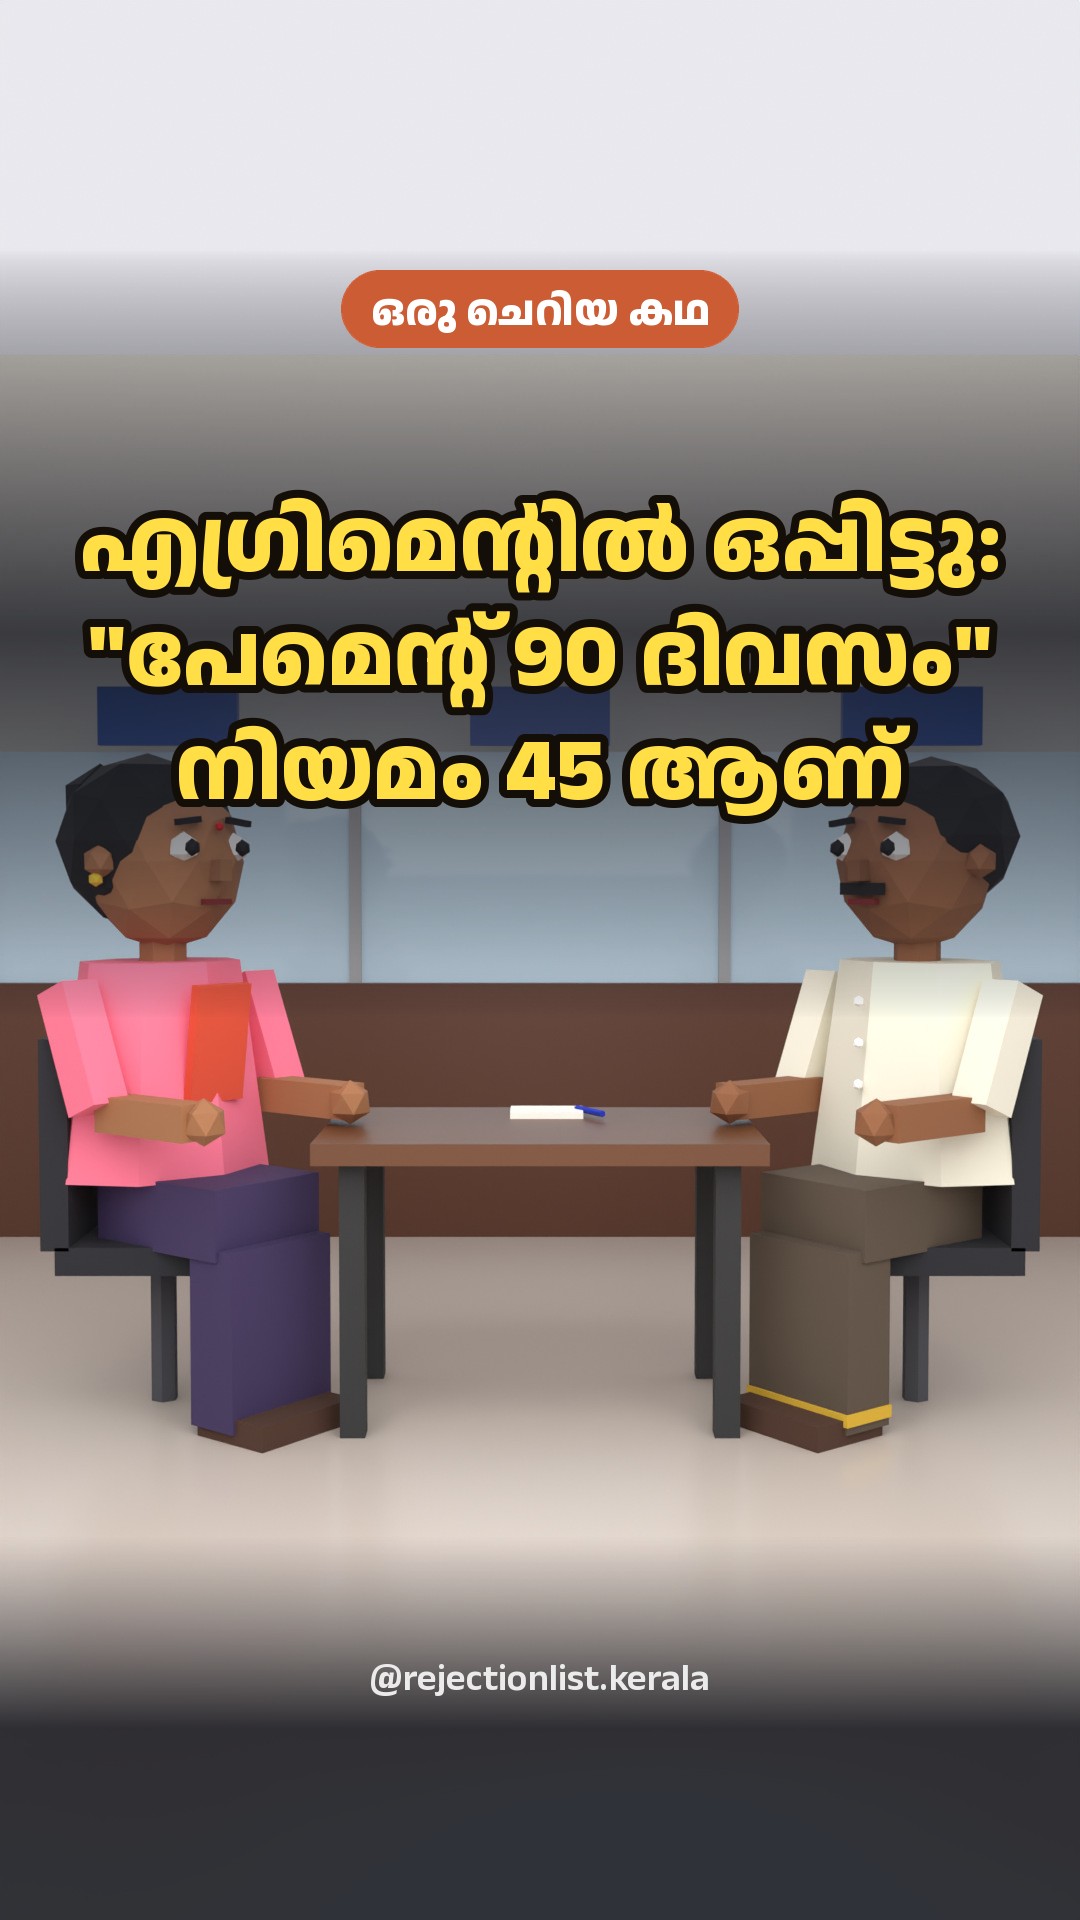 ഒരു ചെറിയ കഥ
എഗ്രിമെന്റിൽ ഒപ്പിട്ടു:
"പേമെന്റ് 90 ദിവസം"
നിയമം 45 ആണ്
@rejectionlist.kerala